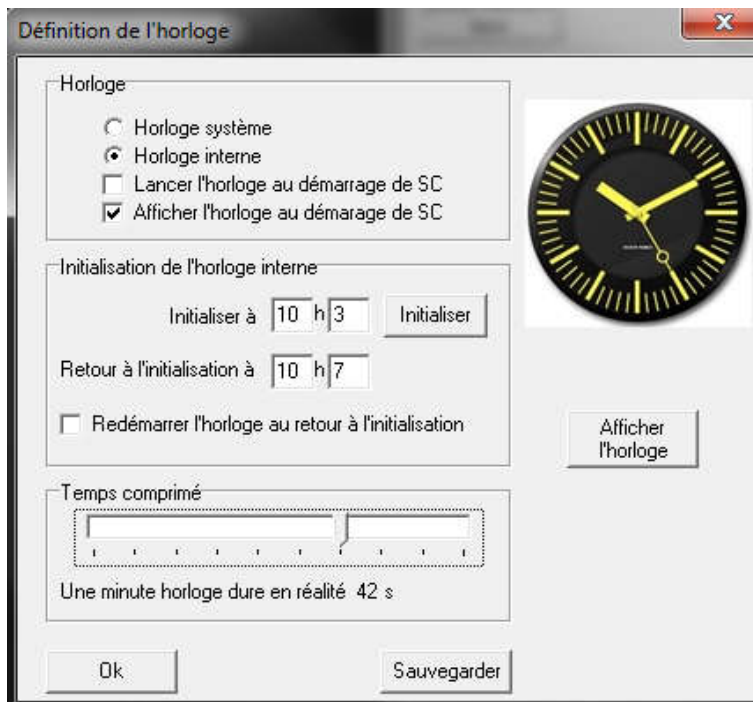 Définition de l'horloge
Horloge
Horloge système
Horloge interne
Lancer l'horloge au démarrage de SC
Afficher l'horloge au démarage de SC
Initialisation de l'horloge interne
Initialiser à 10 h 3 Initialiser
Retour à l'initialisation à 10 h 7
Redémarrer l'horloge au retour à l'initialisation
Afficher
l'horloge
Temps comprimé
Une minute horloge dure en réalité 42 s
Ok Sauvegarder